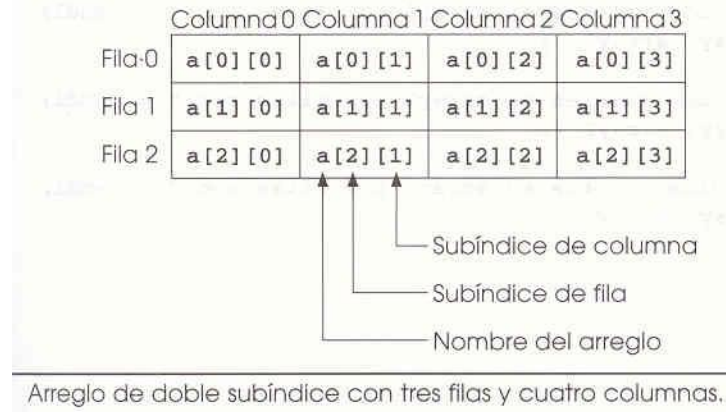 Columna 0 Columna 1 Columna 2 Columna 3
Fila 0 a[0][0] a[0][1] a[0][2] a[0][3]
Fila 1 a[1][0] a[1][1] a[1][2] a[1][3]
Fila 2 a[2][0] a[2][1] a[2][2] a[2][3]
Subíndice de columna
Subíndice de fila
Nombre del arreglo
Arreglo de doble subíndice con tres filas y cuatro columnas.